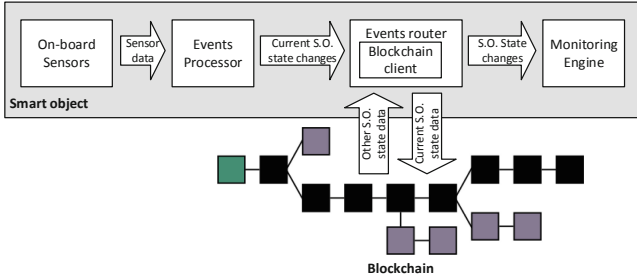 On-board
Sensors
Sensor
data
Events
Processor
Current S.O.
state changes
Events router
Blockchain
client
S.O. State
changes
Monitoring
Engine
Smart object
Other S.O.
state data
Current S.O.
state data
Blockchain